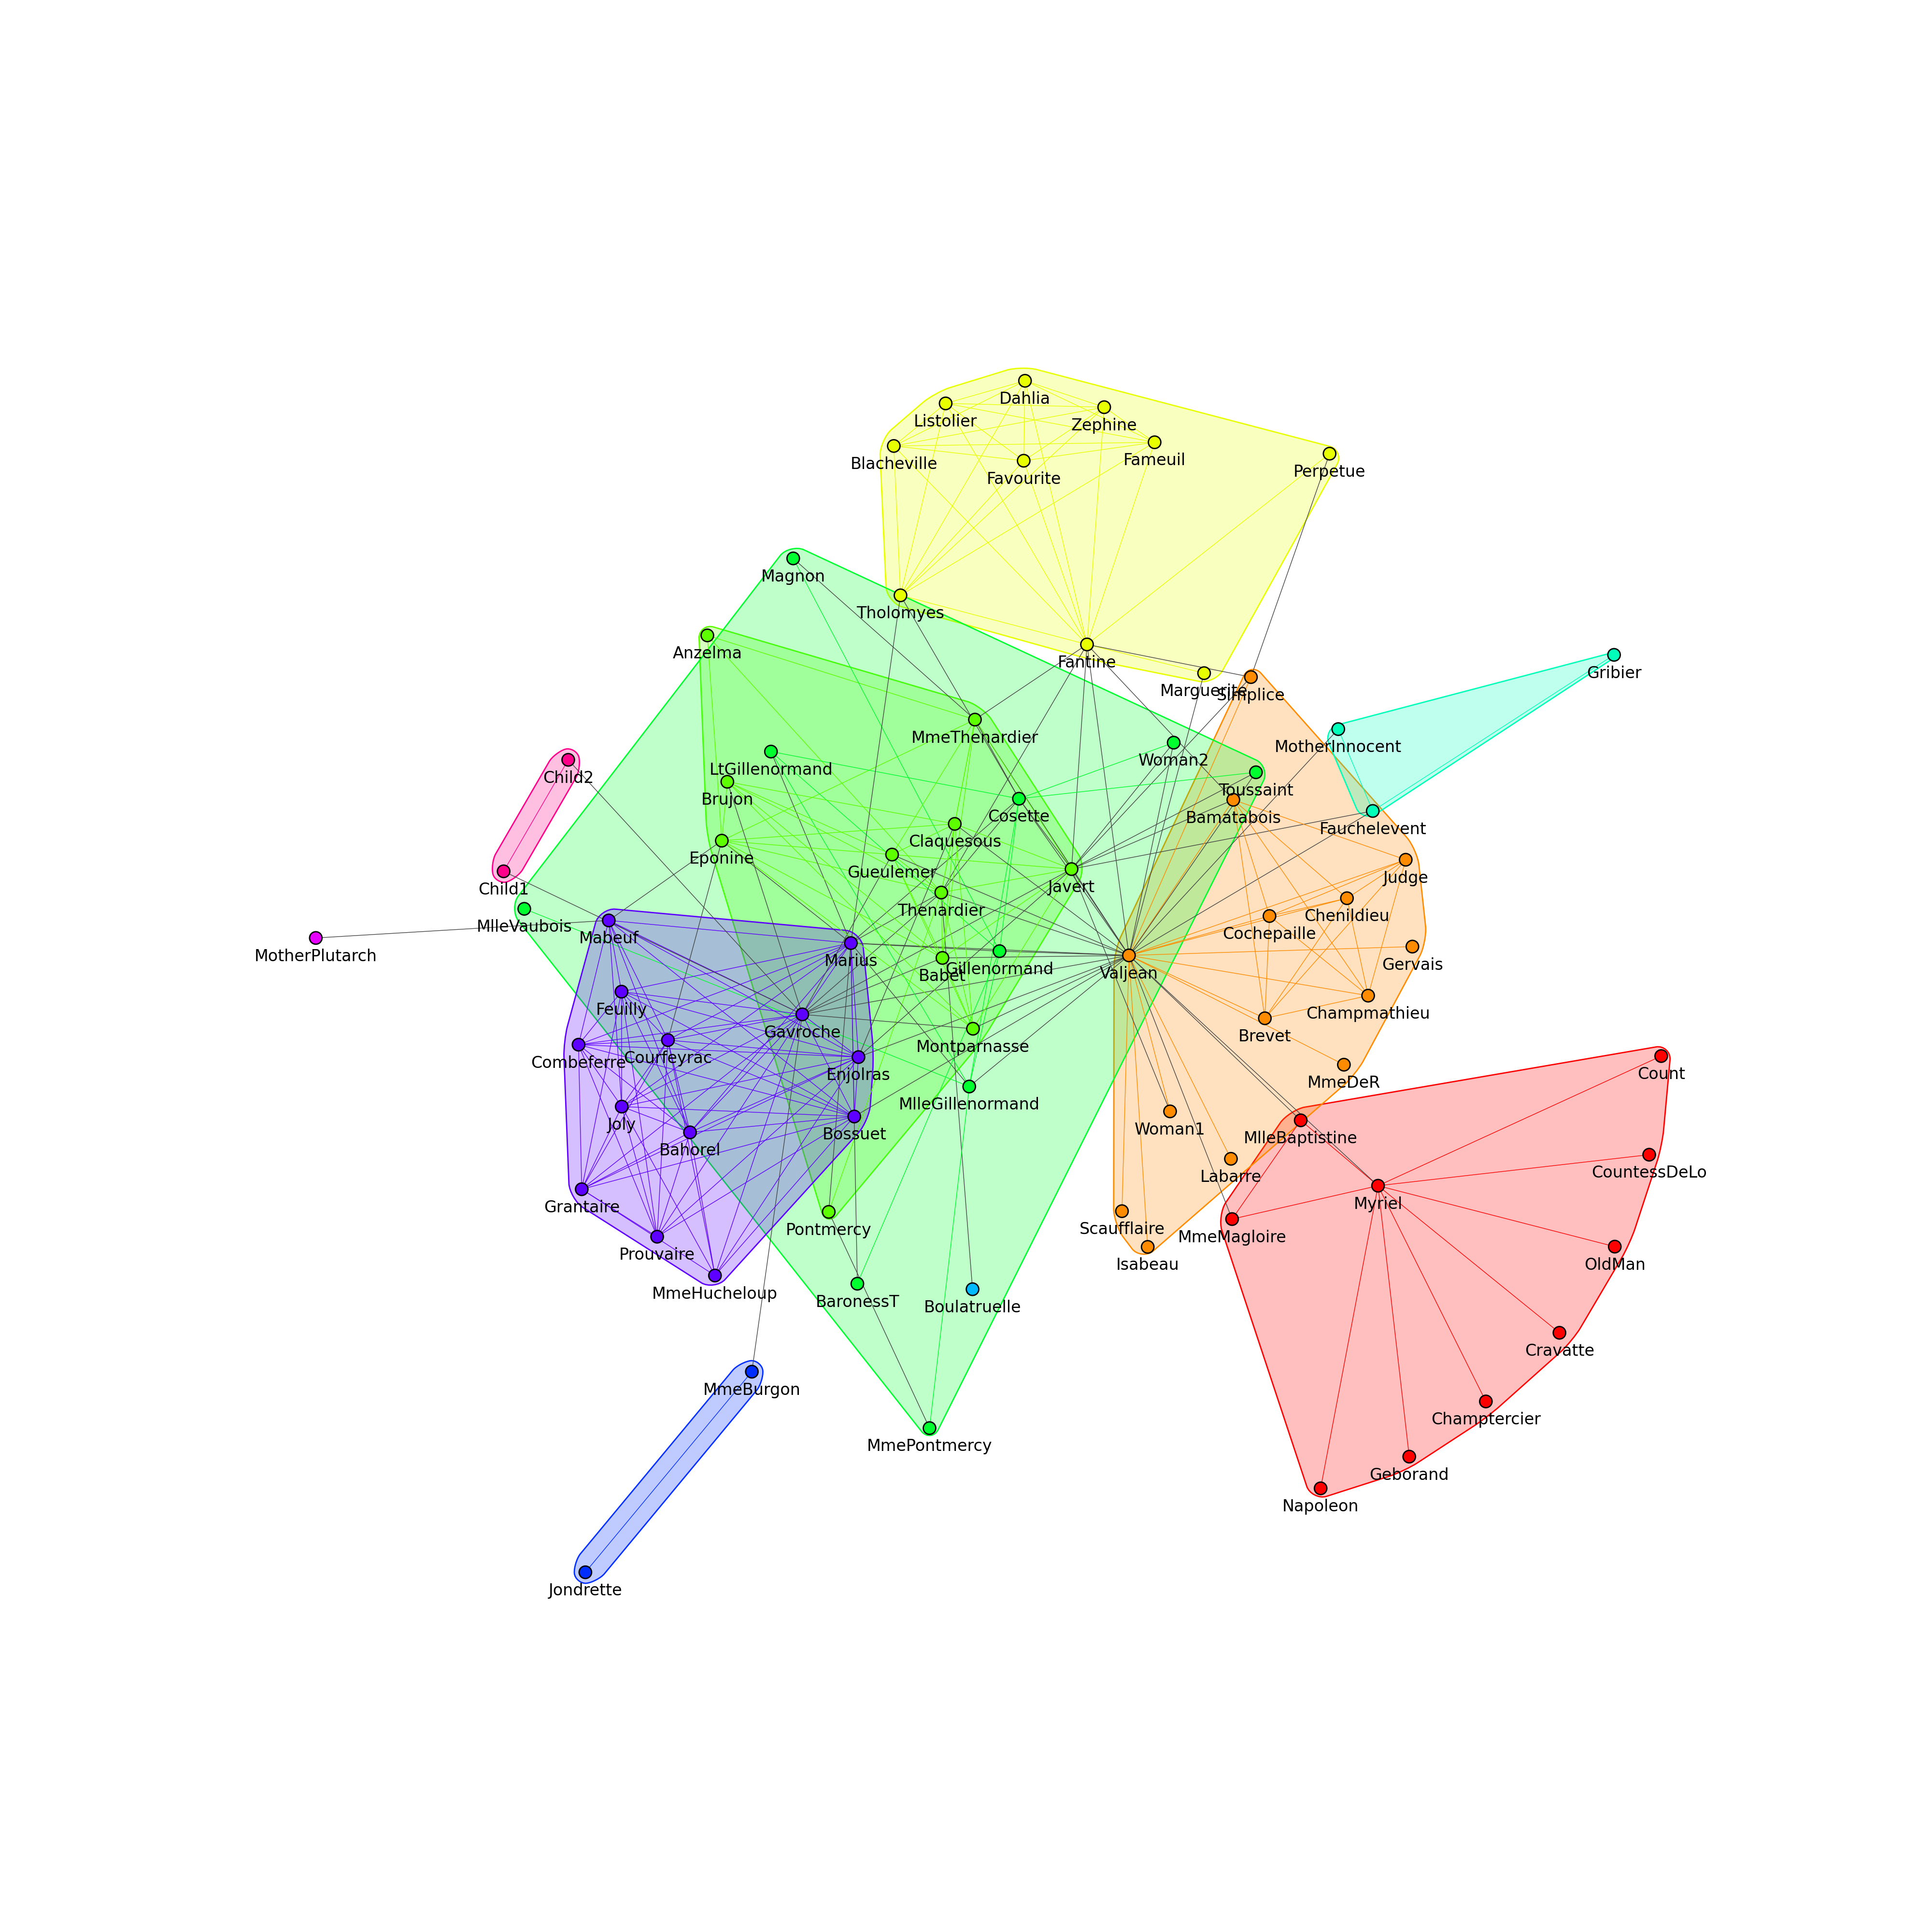 Dahlia
Listolier
Zephine
Blacheville
Favourite
Fameuil
Perpetue
Magnon
Tholomyes
Anzelma
Fantine
Marguerite
Simplice
Gribier
MmeThenardier
MotherInnocent
Woman2
LtGillenormand
Child2
Toussaint
Brujon
Cosette
Bamatabois
Fauchelevent
Claquesous
Eponine
Gueulemer
Judge
Javert
Child1
Thenardier
Chenildieu
MlleVaubois
Cochepaille
Mabeuf
MotherPlutarch
Marius
Gillenormand
Babet
Valjean
Gervais
Feuilly
Champmathieu
Gavroche
Brevet
Montparnasse
Courfeyrac
Combeferre
Enjolras
Count
MmeDeR
MlleGillenormand
Joly
Woman1
Bossuet
MlleBaptistine
Bahorel
CountessDeLo
Labarre
Myriel
Grantaire
Pontmercy
Scaufflaire
MmeMagloire
Prouvaire
Isabeau
OldMan
MmeHucheloup
BaronessT
Boulatruelle
Cravatte
MmeBurgon
Champtercier
MmePontmercy
Geborand
Napoleon
Jondrette